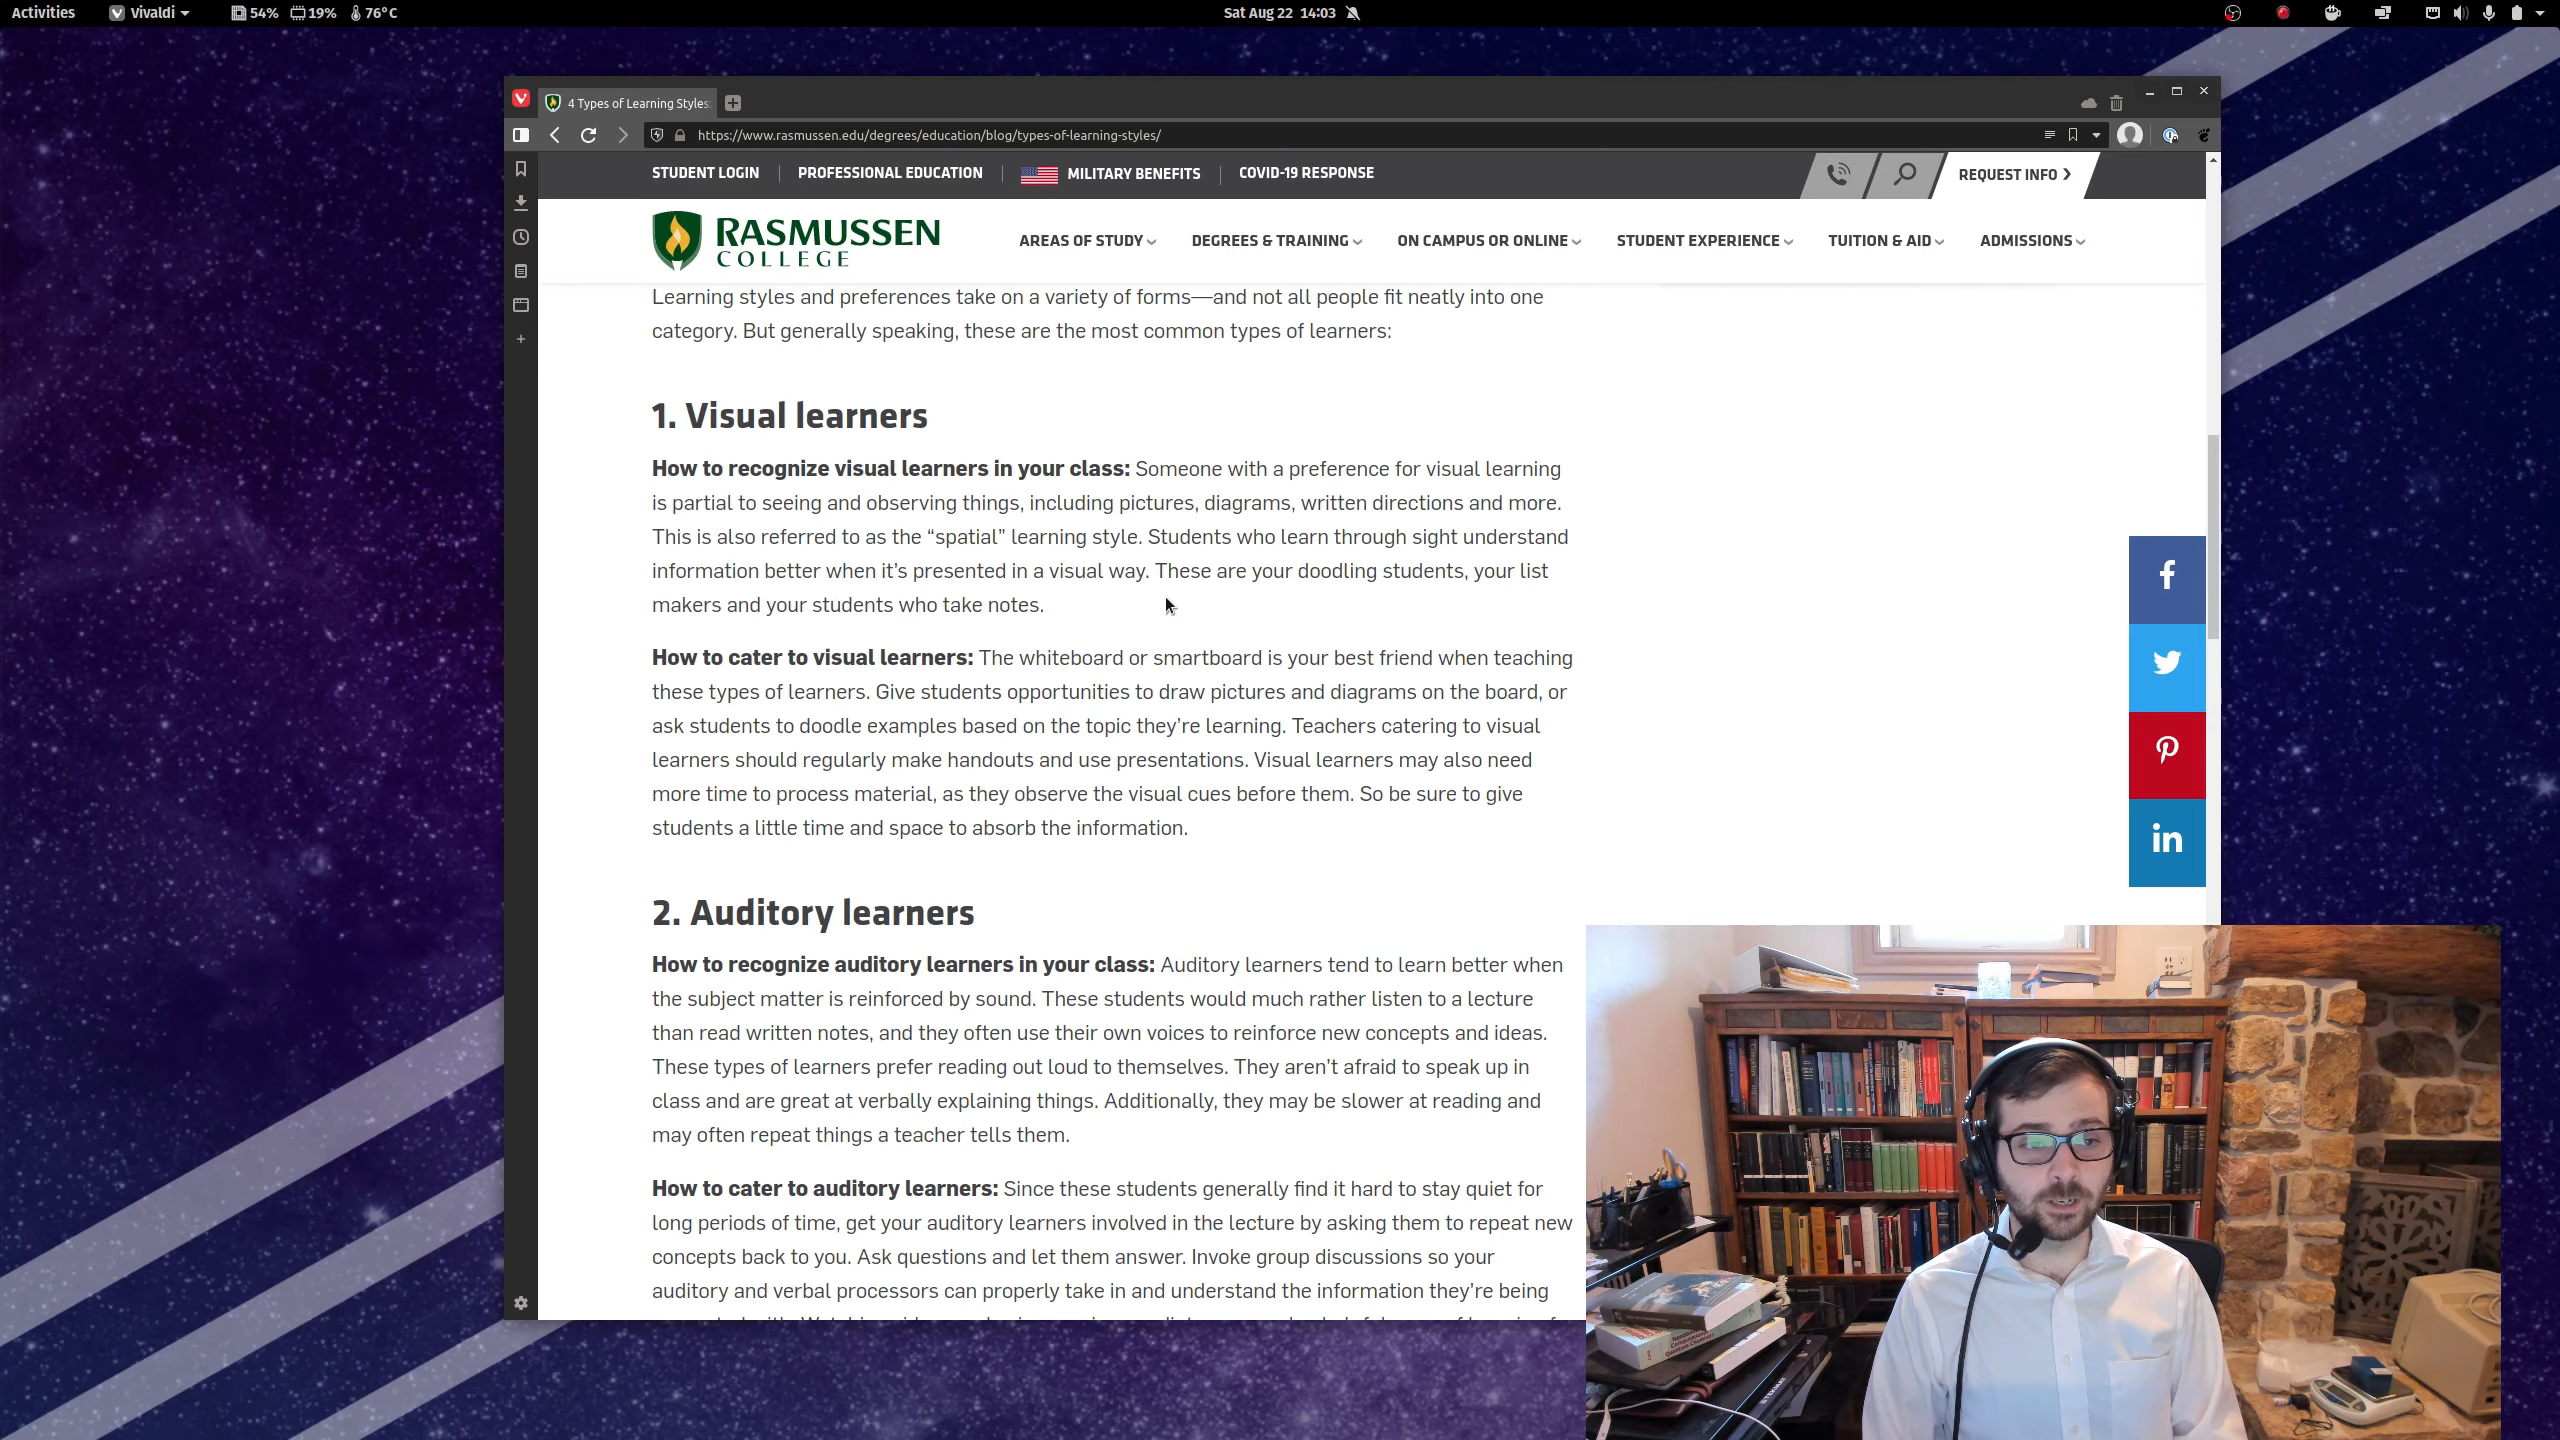 Activities
Vivaldi
54%
19%
76°C
Sat Aug 22 14:03
4 Types of Learning Styles
https://www.rasmussen.edu/degrees/education/blog/types-of-learning-styles/
STUDENT LOGIN
PROFESSIONAL EDUCATION
MILITARY BENEFITS
COVID-19 RESPONSE
REQUEST INFO
RASMUSSEN
COLLEGE
AREAS OF STUDY
DEGREES & TRAINING
ON CAMPUS OR ONLINE
STUDENT EXPERIENCE
TUITION & AID
ADMISSIONS
Learning styles and preferences take on a variety of forms—and not all people fit neatly into one
category. But generally speaking, these are the most common types of learners:
1. Visual learners
How to recognize visual learners in your class: Someone with a preference for visual learning
is partial to seeing and observing things, including pictures, diagrams, written directions and more.
This is also referred to as the “spatial” learning style. Students who learn through sight understand
information better when it’s presented in a visual way. These are your doodling students, your list
makers and your students who take notes.
How to cater to visual learners: The whiteboard or smartboard is your best friend when teaching
these types of learners. Give students opportunities to draw pictures and diagrams on the board, or
ask students to doodle examples based on the topic they’re learning. Teachers catering to visual
learners should regularly make handouts and use presentations. Visual learners may also need
more time to process material, as they observe the visual cues before them. So be sure to give
students a little time and space to absorb the information.
2. Auditory learners
How to recognize auditory learners in your class: Auditory learners tend to learn better when
the subject matter is reinforced by sound. These students would much rather listen to a lecture
than read written notes, and they often use their own voices to reinforce new concepts and ideas.
These types of learners prefer reading out loud to themselves. They aren’t afraid to speak up in
class and are great at verbally explaining things. Additionally, they may be slower at reading and
may often repeat things a teacher tells them.
How to cater to auditory learners: Since these students generally find it hard to stay quiet for
long periods of time, get your auditory learners involved in the lecture by asking them to repeat new
concepts back to you. Ask questions and let them answer. Invoke group discussions so your
auditory and verbal processors can properly take in and understand the information they’re being